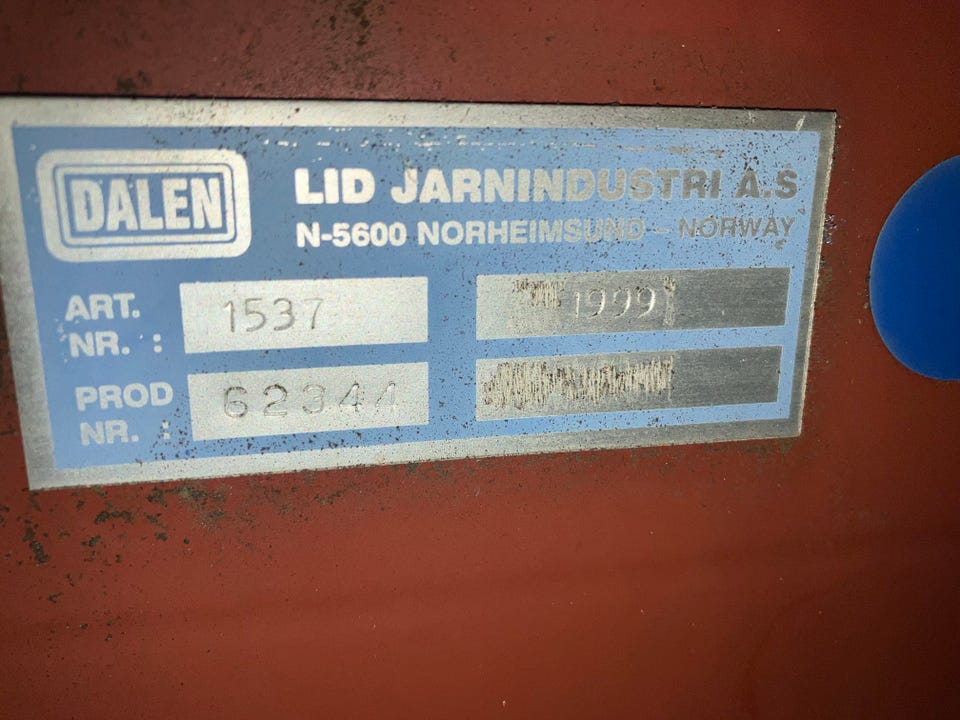 DALEN
LID JARNINDUSTRI A.S
N-5600 NORHEIMSUND - NORWAY
ART. NR. : 1537
1999
PROD NR. : 62344